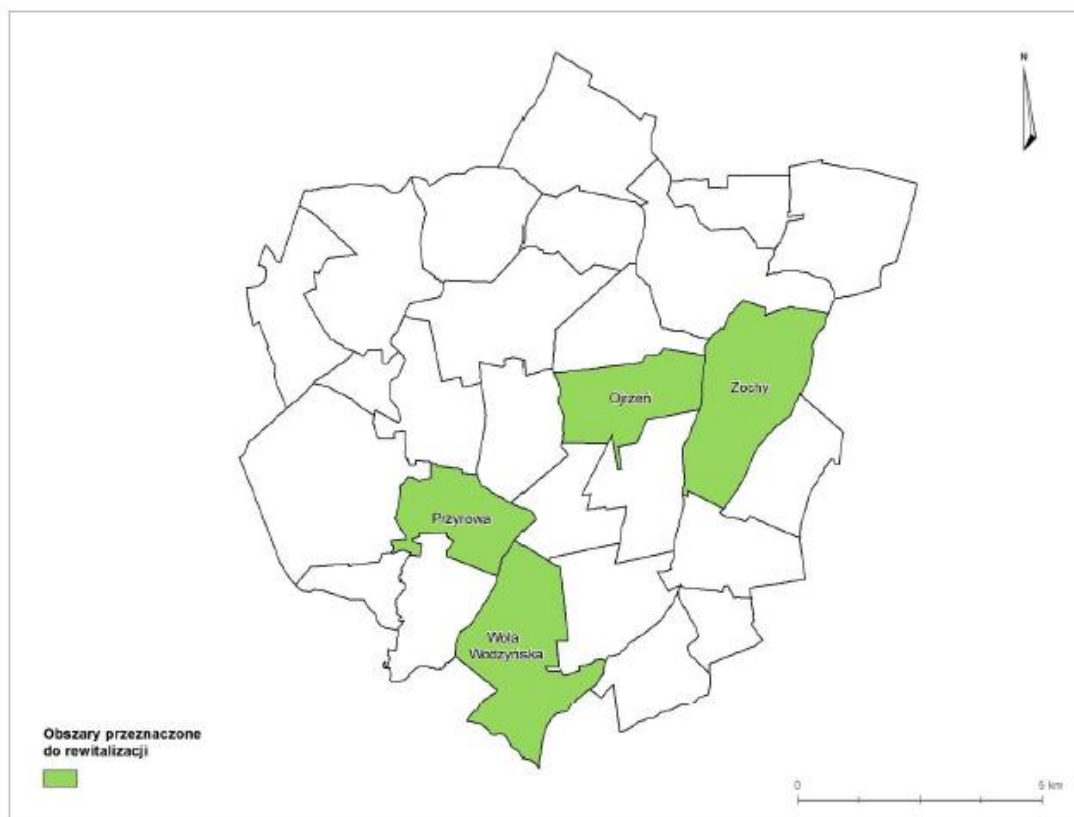 N
Zochy
Ojrzeń
Przyrowa
Wola
Wodzyńska
Obszary przeznaczone
do rewitalizacji
0 5 km